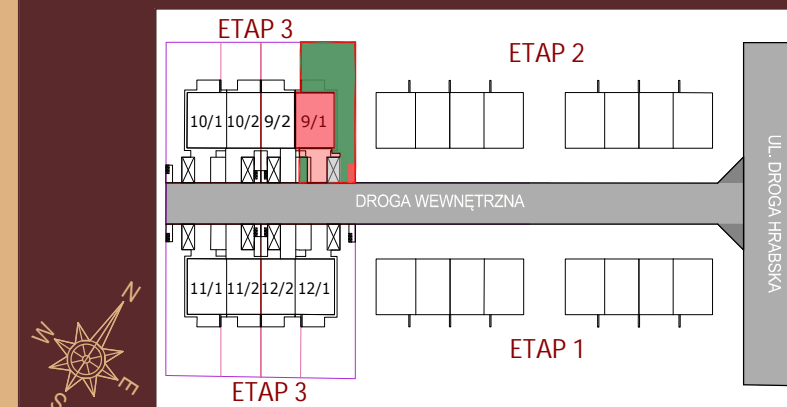 ETAP 3
ETAP 2
10/1 10/2 9/2 9/1
DROGA WEWNĘTRZNA
UL. DROGA HRABSKA
11/1 11/2 12/2 12/1
ETAP 1
ETAP 3
N
W
E
S